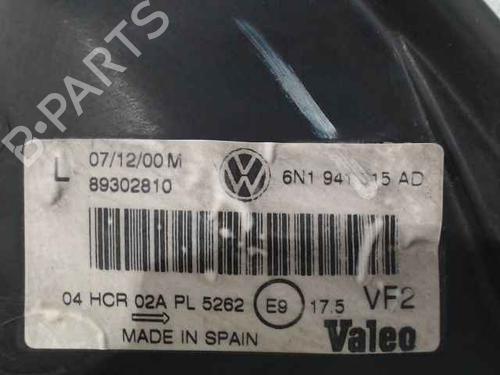 B-PARTS
L 07/12/00 M
89302810
6N1 941 015 AD
04 HCR 02A PL 5262 E9 17.5 VF2
MADE IN SPAIN
Valeo